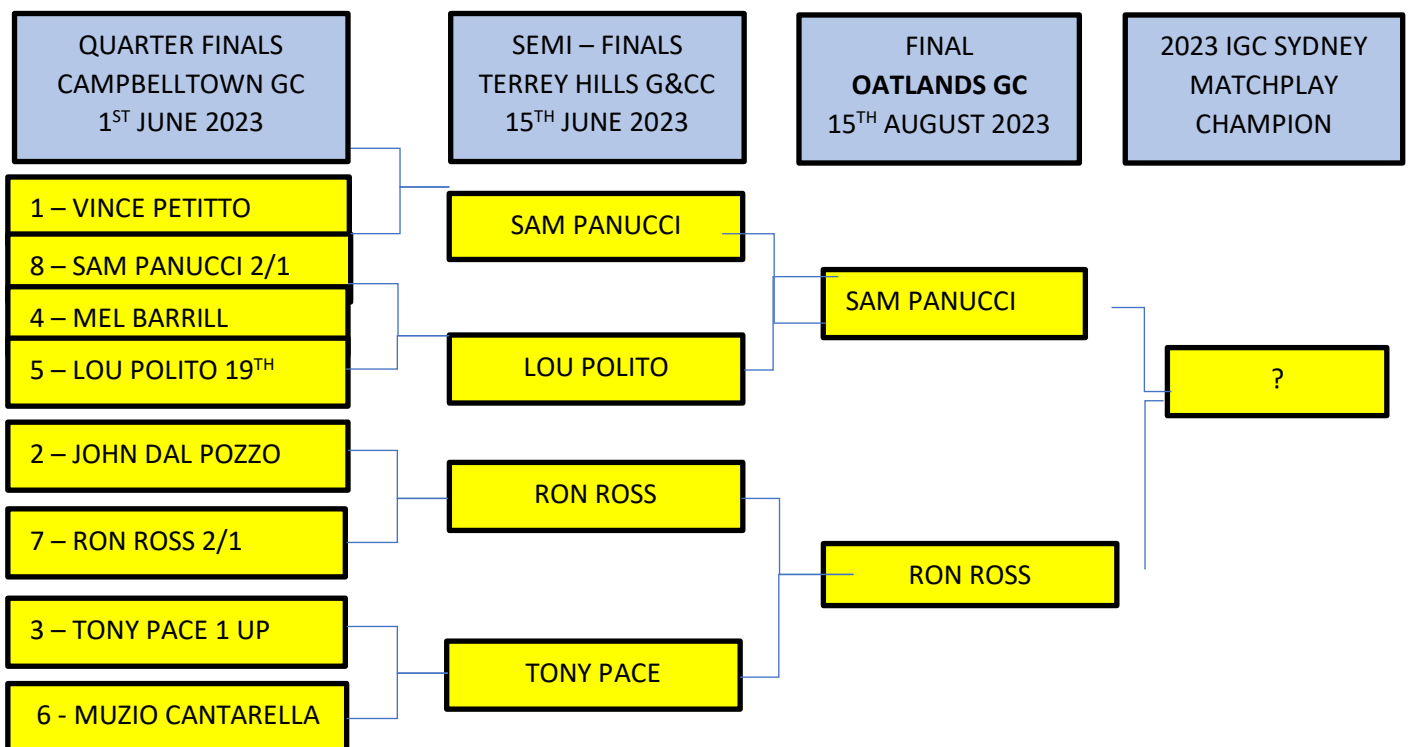 QUARTER FINALS
CAMPBELLTOWN GC
1ST JUNE 2023
SEMI – FINALS
TERREY HILLS G&CC
15TH JUNE 2023
FINAL
OATLANDS GC
15TH AUGUST 2023
2023 IGC SYDNEY
MATCHPLAY
CHAMPION
1 – VINCE PETITTO
8 – SAM PANUCCI 2/1
4 – MEL BARRILL
5 – LOU POLITO 19TH
2 – JOHN DAL POZZO
7 – RON ROSS 2/1
3 – TONY PACE 1 UP
6 - MUZIO CANTARELLA
SAM PANUCCI
LOU POLITO
RON ROSS
TONY PACE
SAM PANUCCI
RON ROSS
?